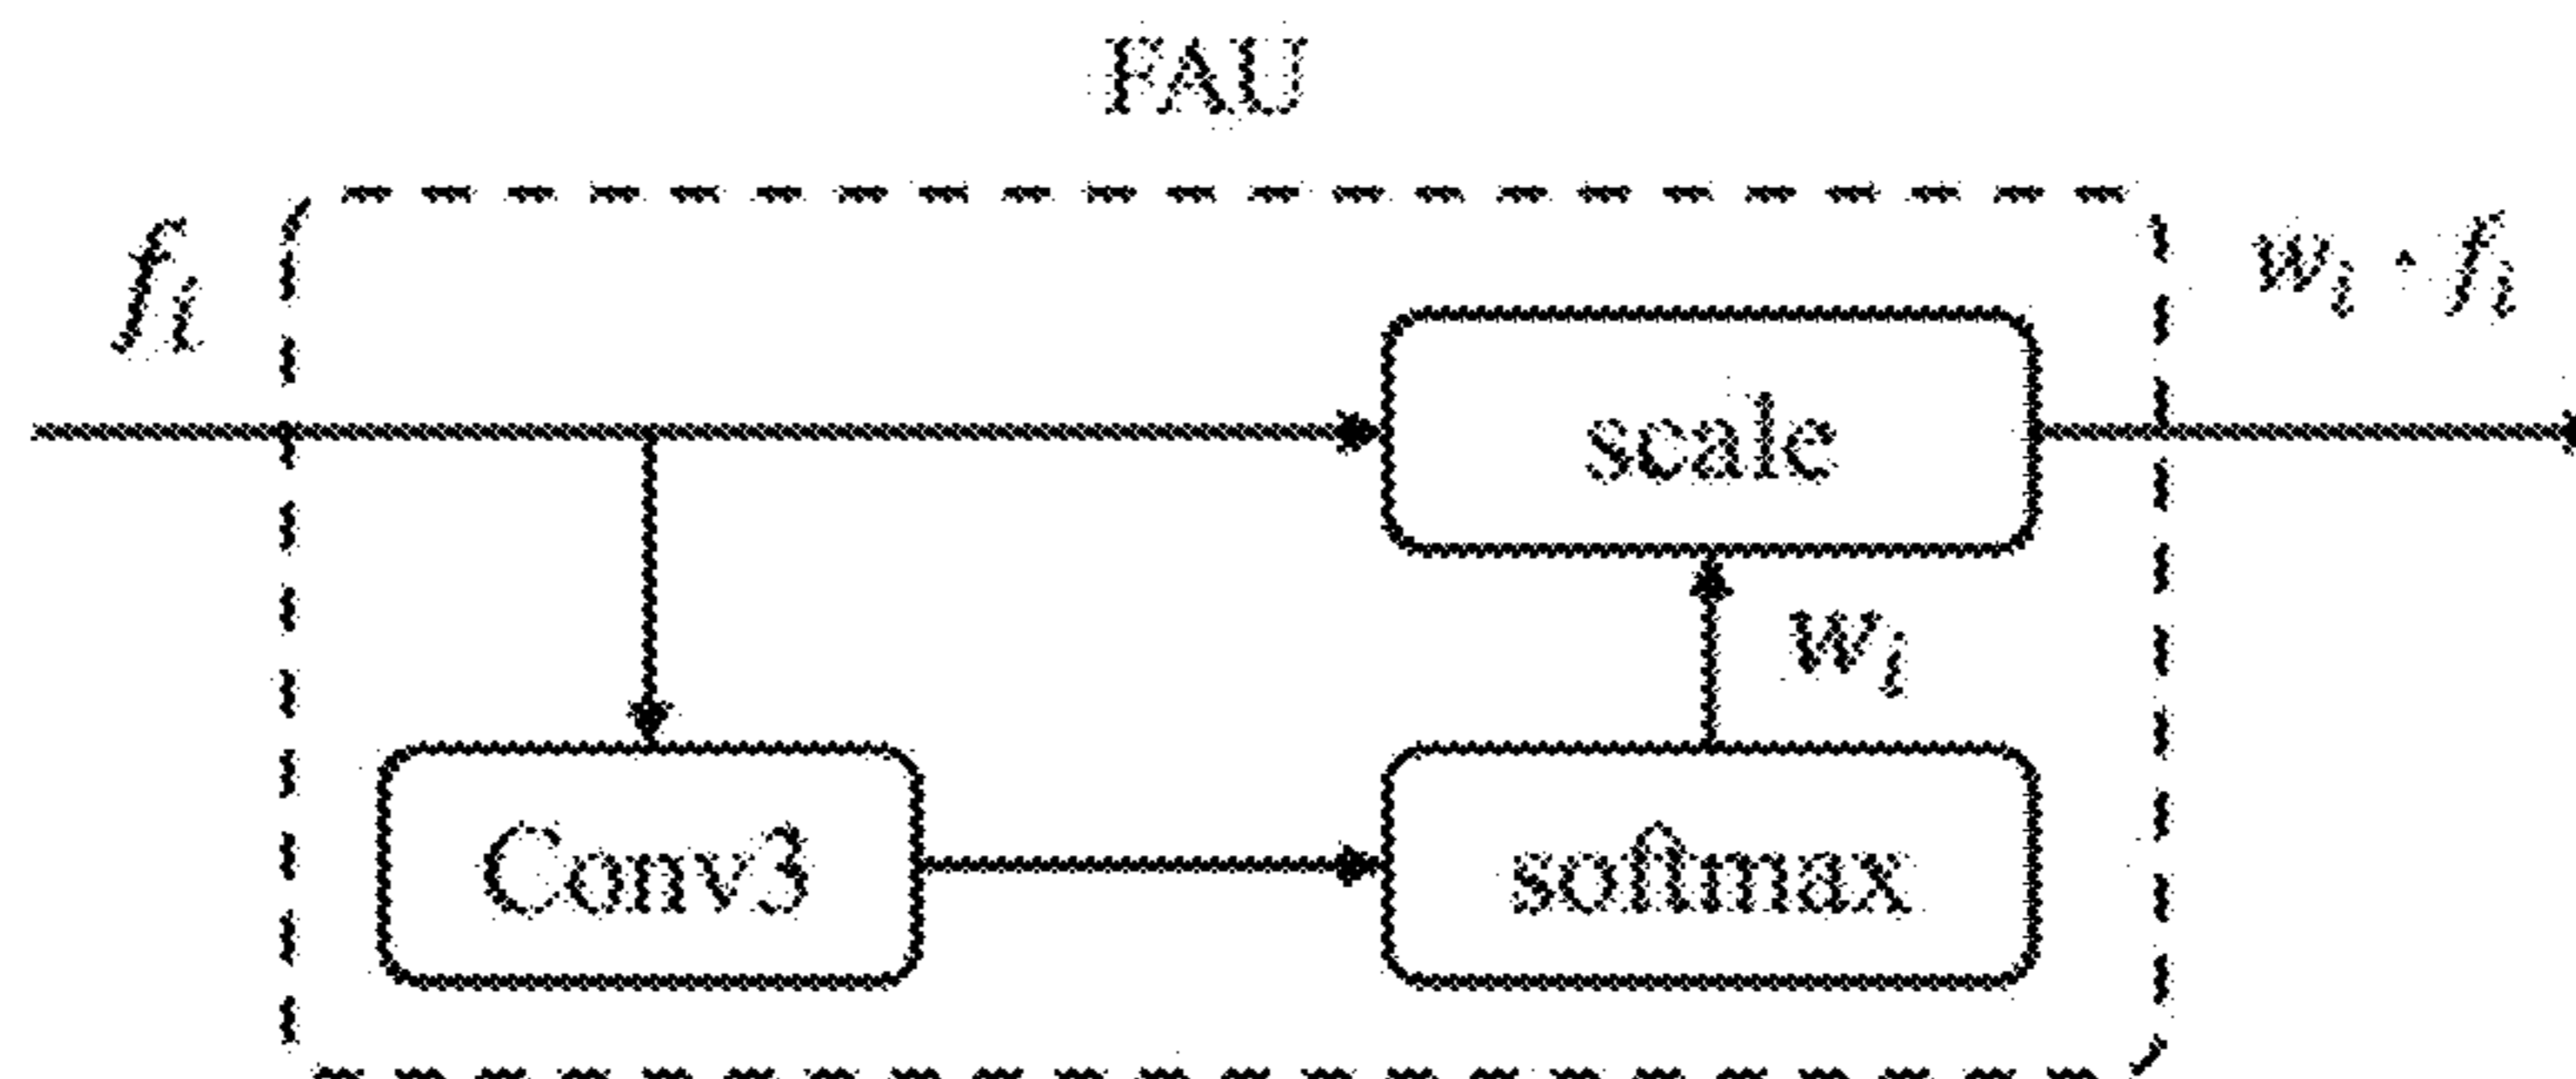 FAU
fᵢ
wᵢ · fᵢ
scale
wᵢ
Conv3
softmax